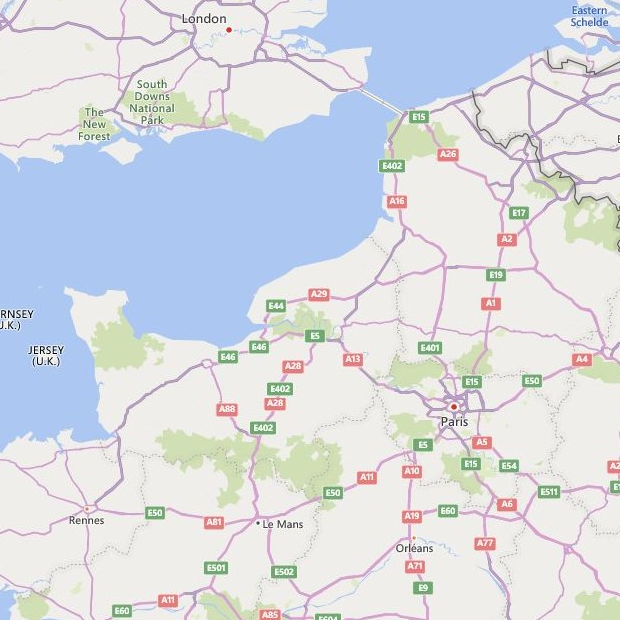 London
Eastern
Schelde
South
Downs
National
Park
The
New
Forest
E15
A26
E402
A16
E17
A2
E19
A29
E44
A1
RNSEY
U.K.)
E5
JERSEY
(U.K.)
E46
E46
E401
A28
A13
A4
E402
E15
E50
A28
A88
Paris
E402
E5
A5
A11
A10
E15
E54
E50
E511
A6
Rennes
E50
A81
Le Mans
A19
E60
A77
Orléans
A71
E501
E502
E9
A11
E60
A85
E604